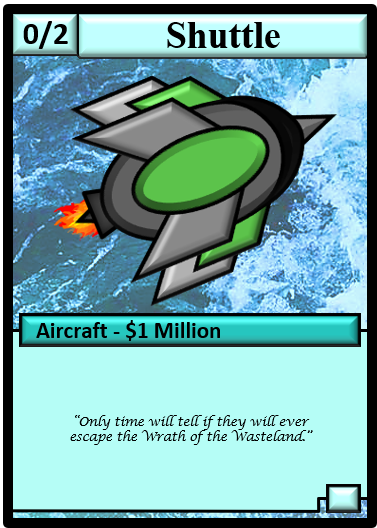 0/2 Shuttle
Aircraft - $1 Million
“Only time will tell if they will ever
escape the Wrath of the Wasteland.”